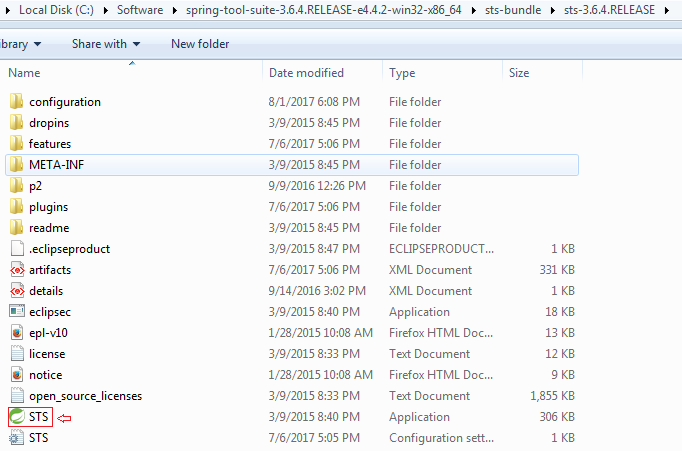 Local Disk (C:) Software spring-tool-suite-3.6.4.RELEASE-e4.4.2-win32-x86_64 sts-bundle sts-3.6.4.RELEASE
ibrary Share with New folder
Name Date modified Type Size
configuration 8/1/2017 6:08 PM File folder
dropins 3/9/2015 8:45 PM File folder
features 7/6/2017 5:06 PM File folder
META-INF 3/9/2015 8:45 PM File folder
p2 9/9/2016 12:26 PM File folder
plugins 7/6/2017 5:06 PM File folder
readme 3/9/2015 8:45 PM File folder
.eclipseproduct 3/9/2015 8:47 PM ECLIPSEPRODUCT... 1 KB
artifacts 7/6/2017 5:06 PM XML Document 331 KB
details 9/14/2016 3:02 PM XML Document 1 KB
eclipsec 3/9/2015 8:40 PM Application 18 KB
epl-v10 1/28/2015 10:08 AM Firefox HTML Doc... 13 KB
license 3/9/2015 8:33 PM Text Document 12 KB
notice 1/28/2015 10:08 AM Firefox HTML Doc... 9 KB
open_source_licenses 3/9/2015 8:33 PM Text Document 1,855 KB
STS 3/9/2015 8:40 PM Application 306 KB
STS 7/6/2017 5:05 PM Configuration sett... 1 KB